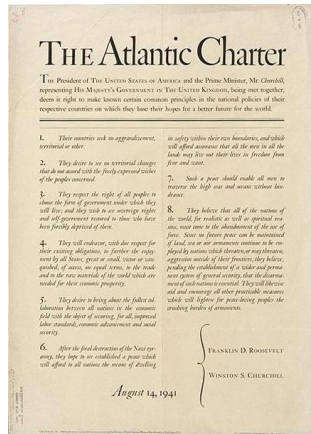 THE Atlantic Charter
THE President of THE UNITED STATES OF AMERICA and the Prime Minister, Mr. Churchill,
representing HIS MAJESTY'S GOVERNMENT IN THE UNITED KINGDOM, being met together,
deem it right to make known certain common principles in the national policies of their
respective countries on which they base their hopes for a better future for the world.
1. Their countries seek no aggrandizement,
territorial or other.
2. They desire to see no territorial changes
that do not accord with the freely expressed wishes
of the peoples concerned.
3. They respect the right of all peoples to
choose the form of government under which they
will live; and they wish to see sovereign rights
and self-government restored to those who have
been forcibly deprived of them.
4. They will endeavor, with due respect for
their existing obligations, to further the enjoy-
ment by all States, great or small, victor or van-
quished, of access, on equal terms, to the trade
and to the raw materials of the world which are
needed for their economic prosperity.
5. They desire to bring about the fullest col-
laboration between all nations in the economic
field with the object of securing, for all, improved
labor standards, economic advancement and social
security.
6. After the final destruction of the Nazi tyr-
anny, they hope to see established a peace which
will afford to all nations the means of dwelling
in safety within their own boundaries, and which
will afford assurance that all the men in all the
lands may live out their lives in freedom from
fear and want.
7. Such a peace should enable all men to
traverse the high seas and oceans without hin-
drance.
8. They believe that all of the nations of
the world, for realistic as well as spiritual rea-
sons, must come to the abandonment of the use of
force. Since no future peace can be maintained
if land, sea or air armaments continue to be em-
ployed by nations which threaten, or may threaten,
aggression outside of their frontiers, they believe,
pending the establishment of a wider and perma-
nent system of general security, that the disarma-
ment of such nations is essential. They will likewise
aid and encourage all other practicable measures
which will lighten for peace-loving peoples the
crushing burden of armaments.
FRANKLIN D. ROOSEVELT
WINSTON S. CHURCHILL
August 14, 1941